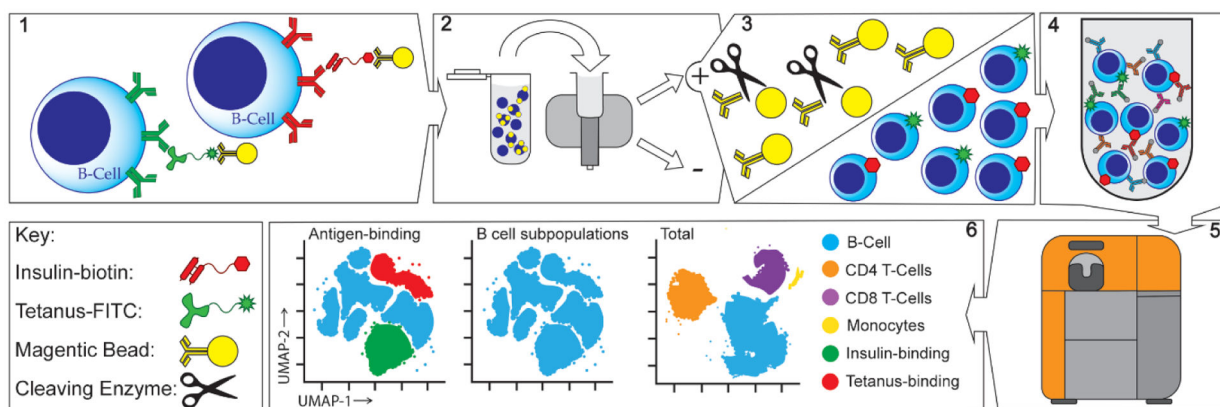 1
B-Cell
B-Cell
2
+
-
3
4
Key:
Insulin-biotin:
Tetanus-FITC:
Magentic Bead:
Cleaving Enzyme:
Antigen-binding
B cell subpopulations
Total
UMAP-2
UMAP-1
6
B-Cell
CD4 T-Cells
CD8 T-Cells
Monocytes
Insulin-binding
Tetanus-binding
5